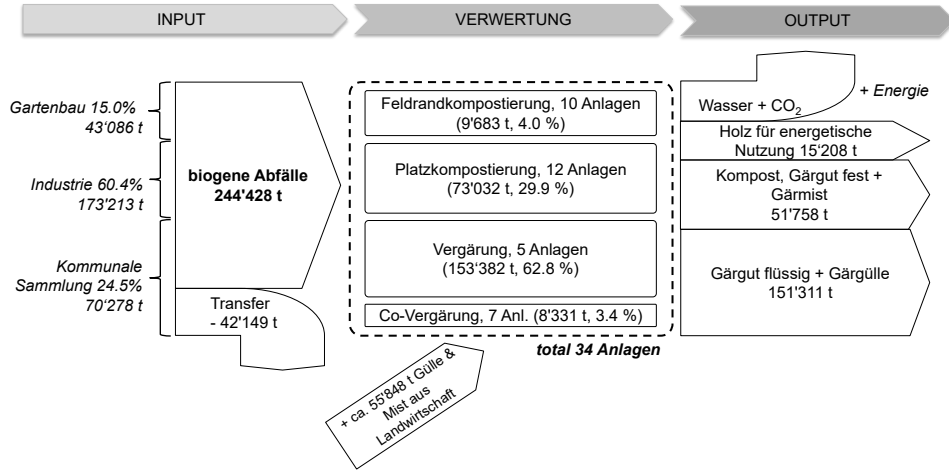 INPUT
VERWERTUNG
OUTPUT
Gartenbau 15.0%
43‘086 t
Industrie 60.4%
173‘213 t
Kommunale
Sammlung 24.5%
70‘278 t
biogene Abfälle
244'428 t
Transfer
- 42'149 t
Feldrandkompostierung, 10 Anlagen
(9'683 t, 4.0 %)
Platzkompostierung, 12 Anlagen
(73'032 t, 29.9 %)
Vergärung, 5 Anlagen
(153‘382 t, 62.8 %)
Co-Vergärung, 7 Anl. (8‘331 t, 3.4 %)
total 34 Anlagen
+ ca. 55'848 t Gülle &
Mist aus
Landwirtschaft
+ Energie
Wasser + CO2
Holz für energetische
Nutzung 15'208 t
Kompost, Gärgut fest +
Gärmist
51'758 t
Gärgut flüssig + Gärgülle
151'311 t